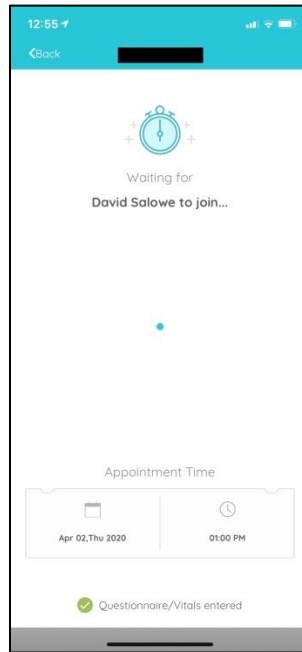 12:55
Back
Waiting for
David Salowe to join...
Appointment Time
Apr 02,Thu 2020
01:00 PM
Questionnaire/Vitals entered